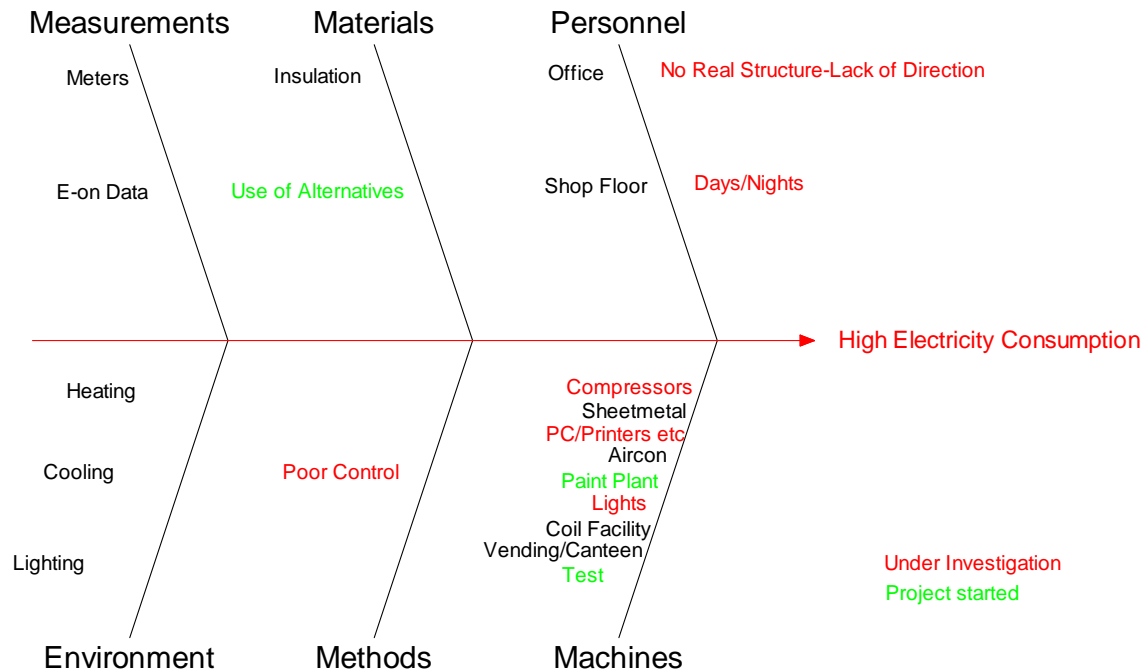 Measurements
Materials
Personnel
Meters
Insulation
Office
No Real Structure-Lack of Direction
E-on Data
Use of Alternatives
Shop Floor
Days/Nights
High Electricity Consumption
Heating
Cooling
Lighting
Poor Control
Compressors
Sheetmetal
PC/Printers etc
Aircon
Paint Plant
Lights
Coil Facility
Vending/Canteen
Test
Under Investigation
Project started
Environment
Methods
Machines